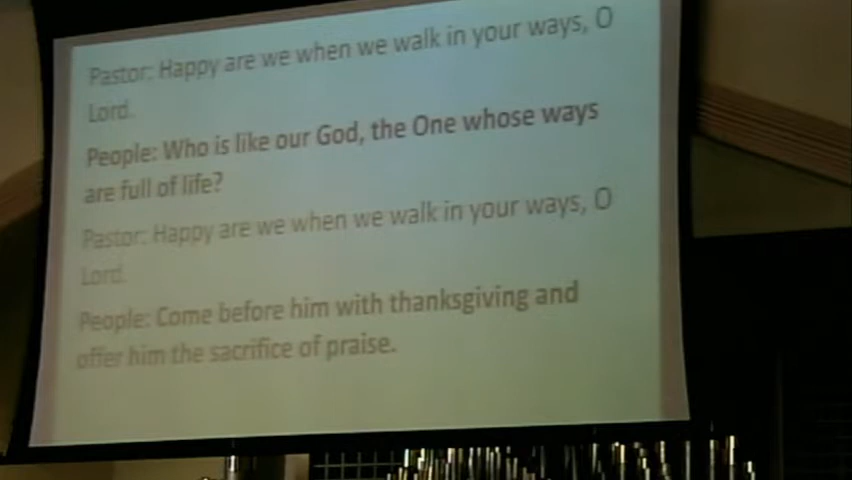 Pastor: Happy are we when we walk in your ways, O
Lord.
People: Who is like our God, the One whose ways
are full of life?
Pastor: Happy are we when we walk in your ways, O
Lord.
People: Come before him with thanksgiving and
offer him the sacrifice of praise.